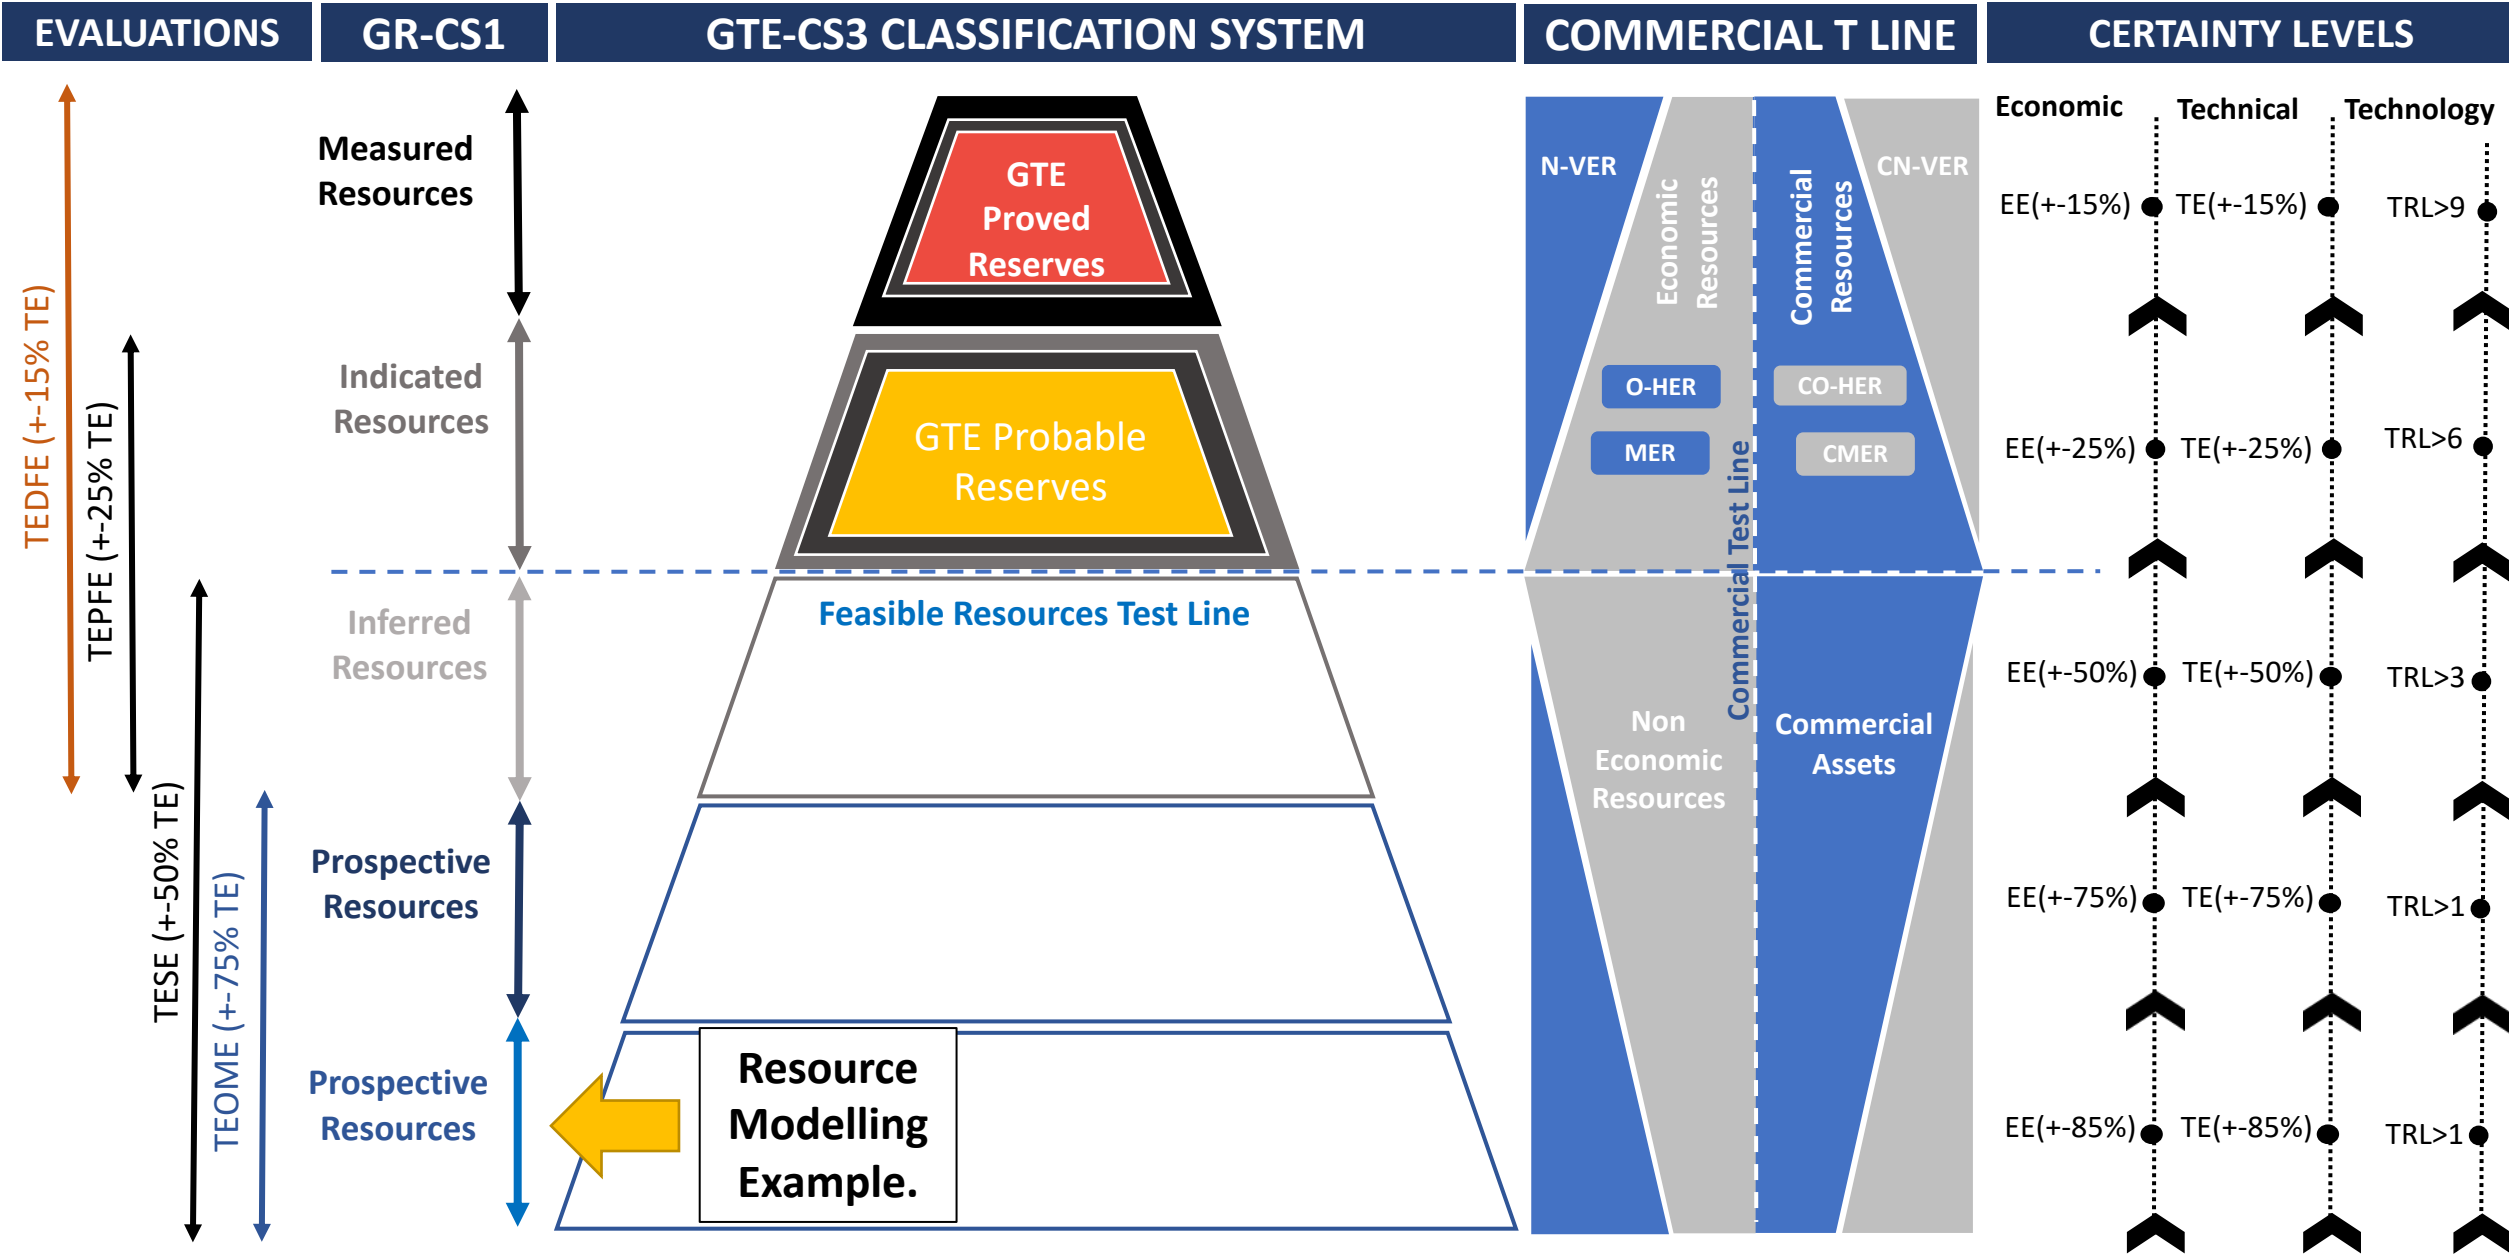 EVALUATIONS
GR-CS1
GTE-CS3 CLASSIFICATION SYSTEM
COMMERCIAL T LINE
CERTAINTY LEVELS
TEDFE (+-15% TE)
TEPFE (+-25% TE)
TESE (+-50% TE)
TEOME (+-75% TE)
Measured
Resources
Indicated
Resources
Inferred
Resources
Prospective
Resources
Prospective
Resources
GTE
Proved
Reserves
GTE Probable
Reserves
Feasible Resources Test Line
Resource
Modelling
Example.
N-VER
Economic
Resources
Commercial
Resources
CN-VER
O-HER
CO-HER
MER
CMER
Commercial Test Line
Non
Economic
Resources
Commercial
Assets
Economic
Technical
Technology
EE(+-15%)
TE(+-15%)
TRL>9
EE(+-25%)
TE(+-25%)
TRL>6
EE(+-50%)
TE(+-50%)
TRL>3
EE(+-75%)
TE(+-75%)
TRL>1
EE(+-85%)
TE(+-85%)
TRL>1